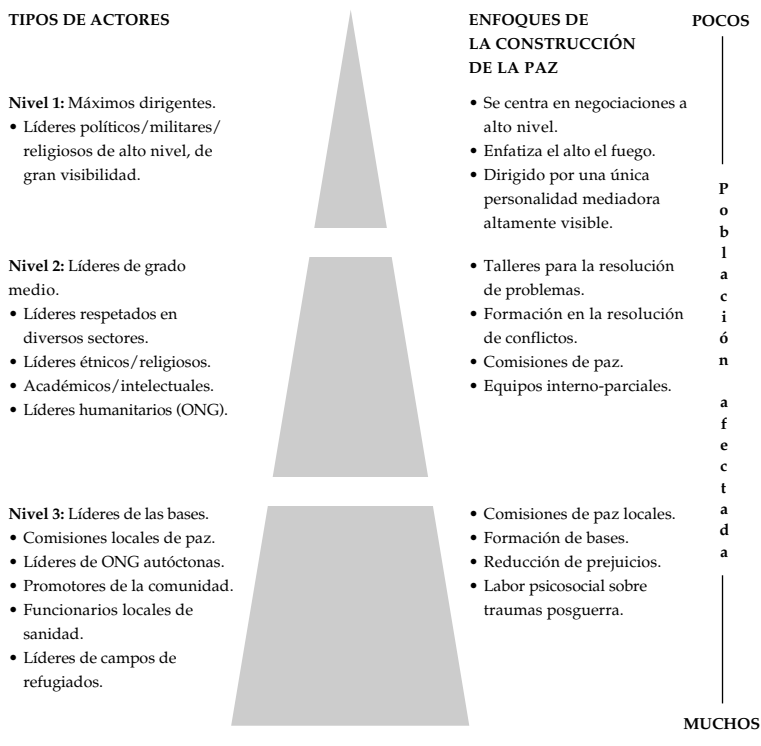 TIPOS DE ACTORES
Nivel 1: Máximos dirigentes.
• Líderes políticos/militares/
religiosos de alto nivel, de
gran visibilidad.
Nivel 2: Líderes de grado
medio.
• Líderes respetados en
diversos sectores.
• Líderes étnicos/religiosos.
• Académicos/intelectuales.
• Líderes humanitarios (ONG).
Nivel 3: Líderes de las bases.
• Comisiones locales de paz.
• Líderes de ONG autóctonas.
• Promotores de la comunidad.
• Funcionarios locales de
sanidad.
• Líderes de campos de
refugiados.
ENFOQUES DE
LA CONSTRUCCIÓN
DE LA PAZ
• Se centra en negociaciones a
alto nivel.
• Enfatiza el alto el fuego.
• Dirigido por una única
personalidad mediadora
altamente visible.
• Talleres para la resolución
de problemas.
• Formación en la resolución
de conflictos.
• Comisiones de paz.
• Equipos interno-parciales.
• Comisiones de paz locales.
• Formación de bases.
• Reducción de prejuicios.
• Labor psicosocial sobre
traumas posguerra.
POCOS
Población afectada
MUCHOS